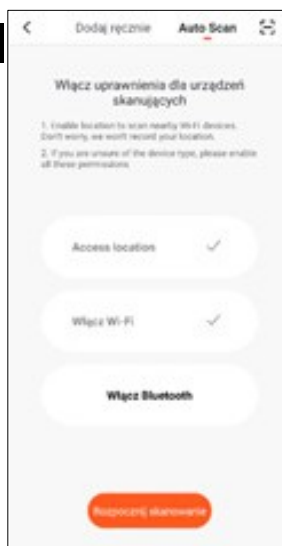 Dodaj ręcznie Auto Scan
Włącz uprawnienia dla urządzeń
skanujących
1. Enable location to scan nearby Wi-Fi devices.
Don't worry, we won't record your location.
2. If you are unsure of the device type, please enable
all these permissions
Access location
Włącz Wi-Fi
Włącz Bluetooth
Rozpocznij skanowanie